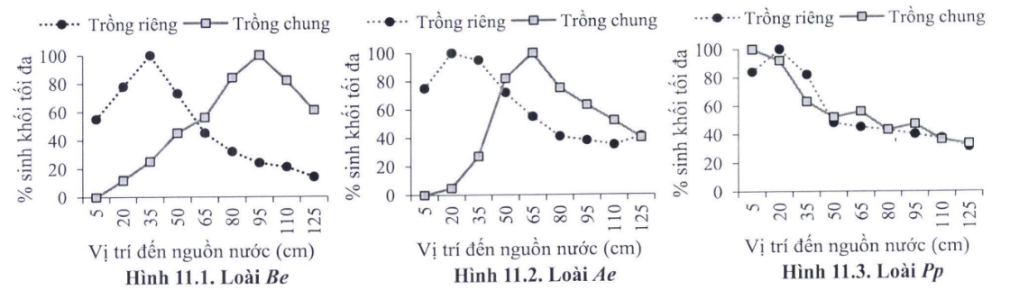 Trồng riêng Trồng chung
% sinh khối tối đa
100
80
60
40
20
0
5 20 35 50 65 80 95 110 125
Vị trí đến nguồn nước (cm)
Hình 11.1. Loài Be
Trồng riêng Trồng chung
% sinh khối tối đa
100
80
60
40
20
0
5 20 35 50 65 80 95 110 125
Vị trí đến nguồn nước (cm)
Hình 11.2. Loài Ae
Trồng riêng Trồng chung
% sinh khối tối đa
100
80
60
40
20
0
5 20 35 50 65 80 95 110 125
Vị trí đến nguồn nước (cm)
Hình 11.3. Loài Pp